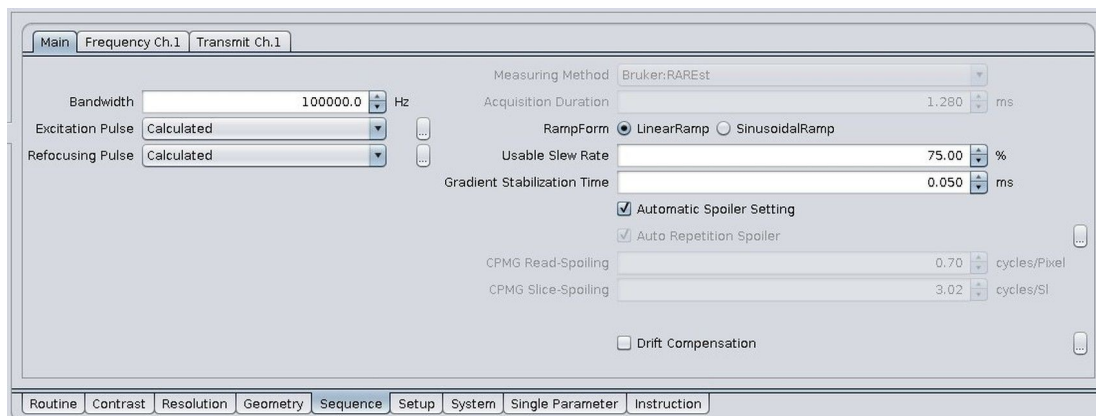 Main Frequency Ch.1 Transmit Ch.1
Measuring Method Bruker:RAREst
Bandwidth 100000.0 Hz Acquisition Duration 1.280 ms
Excitation Pulse Calculated ... RampForm LinearRamp SinusoidalRamp
Refocusing Pulse Calculated ... Usable Slew Rate 75.00 %
Gradient Stabilization Time 0.050 ms
Automatic Spoiler Setting
Auto Repetition Spoiler ...
CPMG Read-Spoiling 0.70 cycles/Pixel
CPMG Slice-Spoiling 3.02 cycles/Sl
Drift Compensation ...
Routine Contrast Resolution Geometry Sequence Setup System Single Parameter Instruction